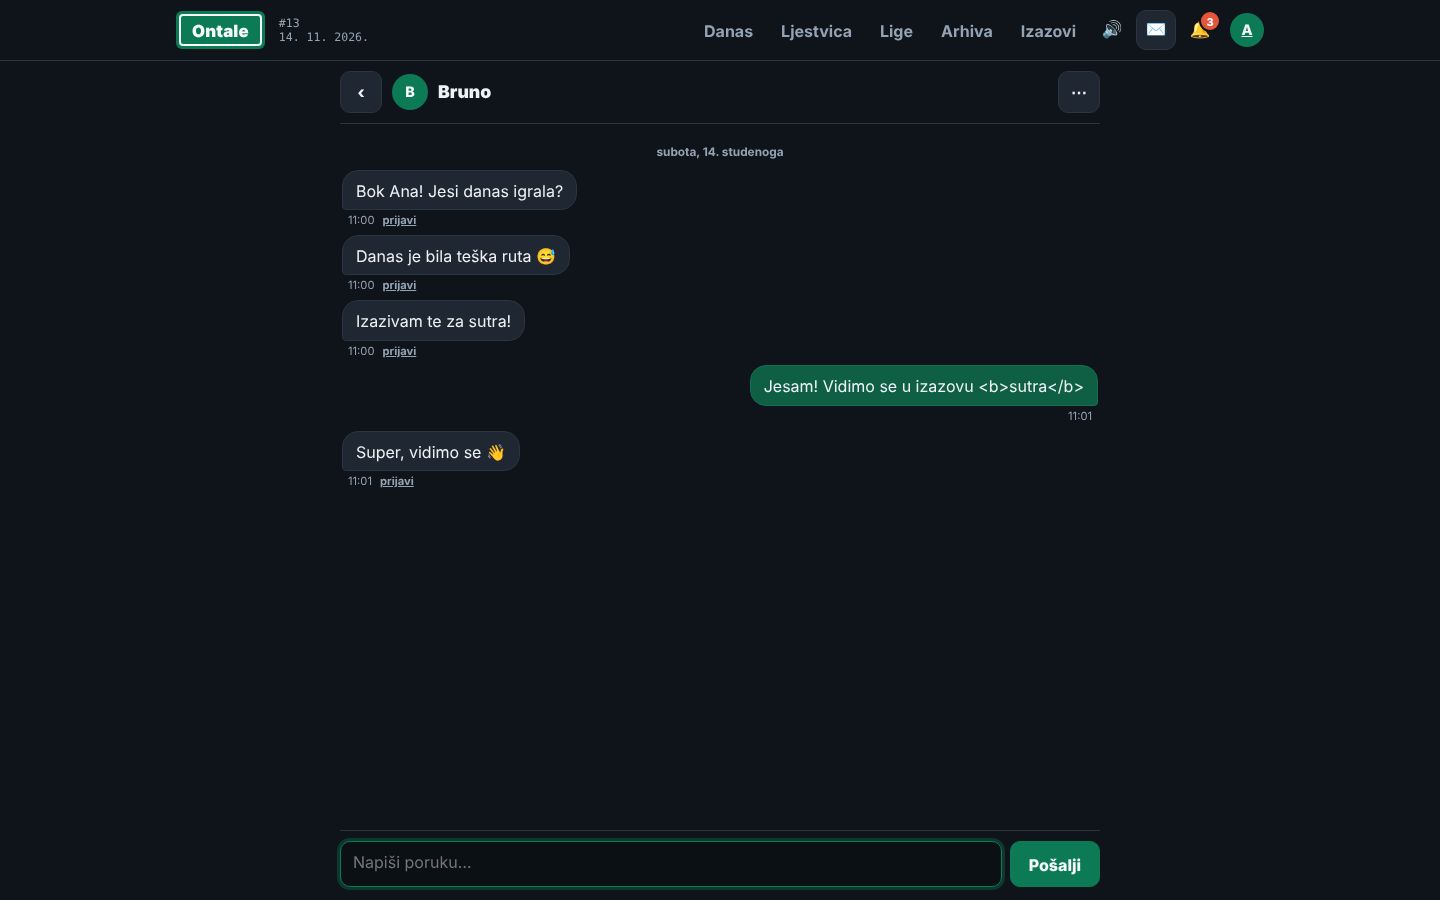 Ontale
#13
14. 11. 2026.
Danas Ljestvica Lige Arhiva Izazovi
3
A
‹
B
Bruno
...
subota, 14. studenoga
Bok Ana! Jesi danas igrala?
11:00 prijavi
Danas je bila teška ruta 😅
11:00 prijavi
Izazivam te za sutra!
11:00 prijavi
Jesam! Vidimo se u izazovu <b>sutra</b>
11:01
Super, vidimo se 👋
11:01 prijavi
Napiši poruku...
Pošalji